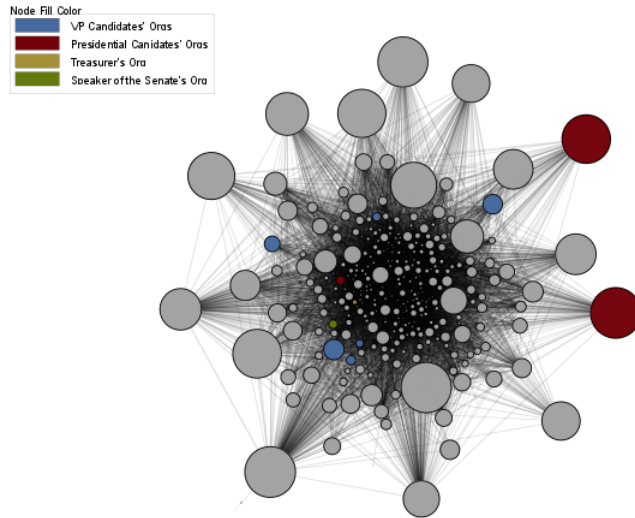 Node Fill Color
VP Candidates' Orgs
Presidential Canidates' Orgs
Treasurer's Org
Speaker of the Senate's Org